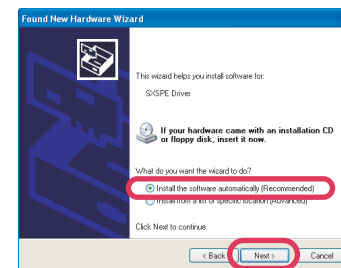 Found New Hardware Wizard
This wizard helps you install software for:
SXSPE Driver
If your hardware came with an installation CD
or floppy disk, insert it now.
What do you want the wizard to do?
Install the software automatically (Recommended)
Install from a list or specific location (Advanced)
Click Next to continue.
< Back
Next >
Cancel